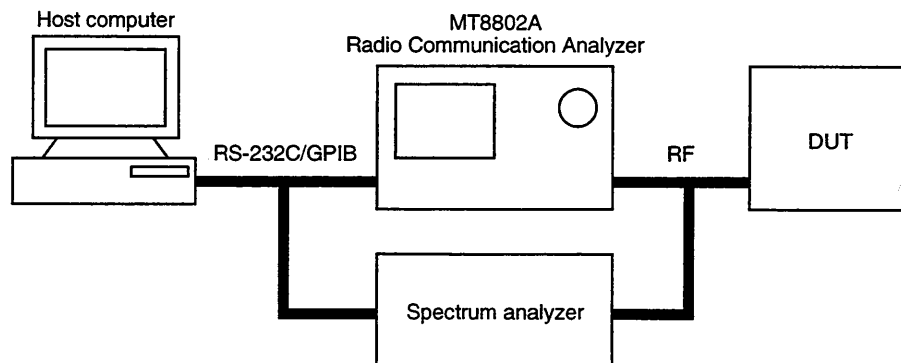 Host computer
MT8802A
Radio Communication Analyzer
RS-232C/GPIB
RF
DUT
Spectrum analyzer